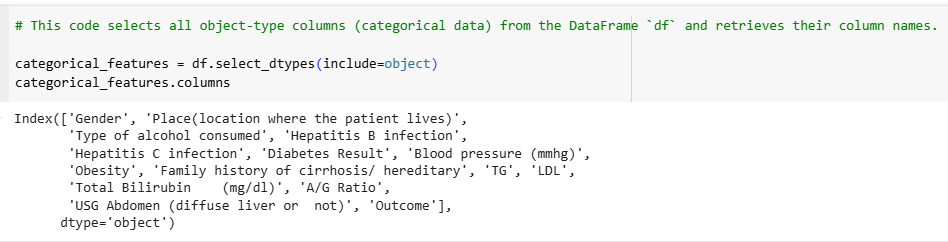 # This code selects all object-type columns (categorical data) from the DataFrame `df` and retrieves their column names.
categorical_features = df.select_dtypes(include=object)
categorical_features.columns
Index(['Gender', 'Place(location where the patient lives)',
       'Type of alcohol consumed', 'Hepatitis B infection',
       'Hepatitis C infection', 'Diabetes Result', 'Blood pressure (mmhg)',
       'Obesity', 'Family history of cirrhosis/ hereditary', 'TG', 'LDL',
       'Total Bilirubin    (mg/dl)', 'A/G Ratio',
       'USG Abdomen (diffuse liver or  not)', 'Outcome'],
      dtype='object')